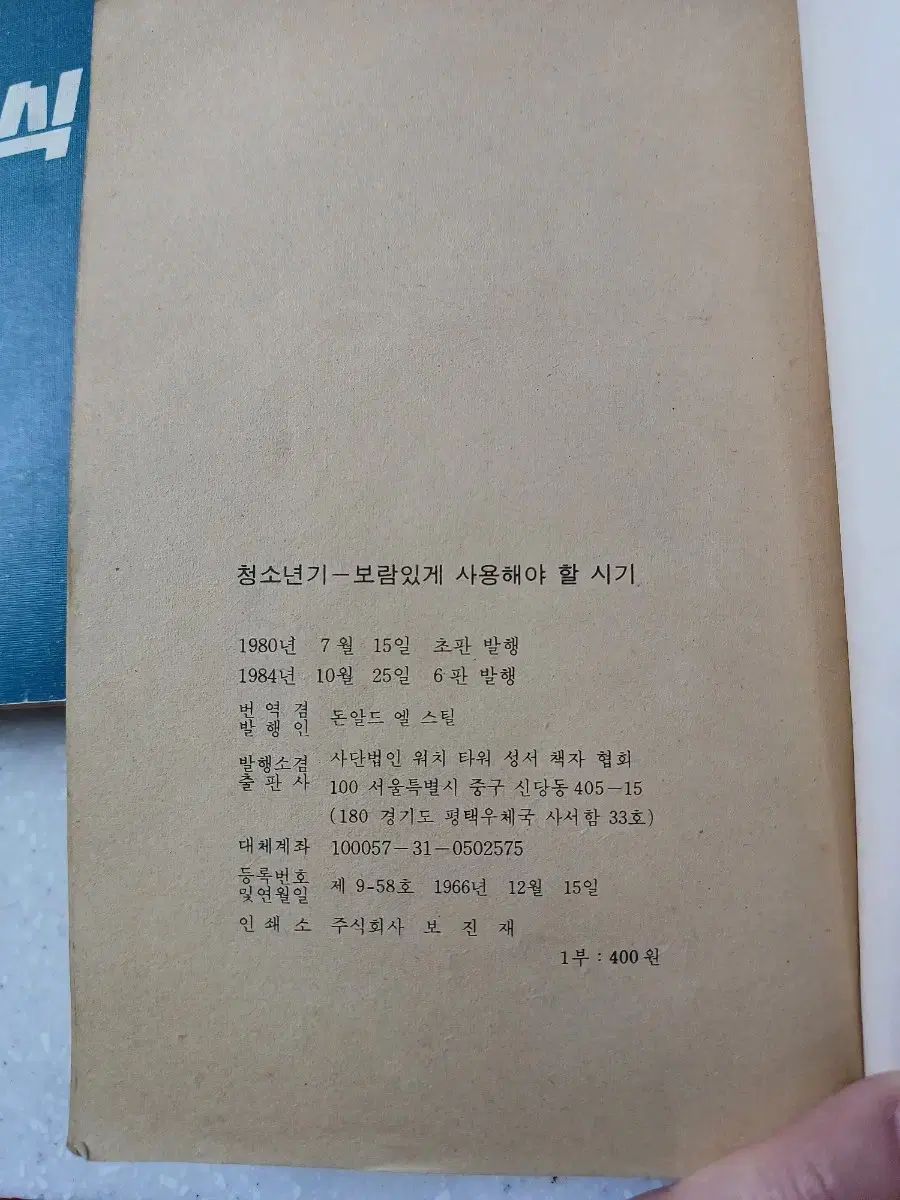 식
청소년기－보람있게 사용해야 할 시기
1980년 7월 15일 초판 발행
1984년 10월 25일 6판 발행
번역겸
발행인 돈알드 엘 스틸
발행소겸 사단법인 워치 타워 성서 책자 협회
출판사 100 서울특별시 중구 신당동 405－15
(180 경기도 평택우체국 사서함 33호)
대체계좌 100057－31－0502575
등록번호
및연월일 제 9-58호 1966년 12월 15일
인쇄소 주식회사 보진재
1부 : 400원